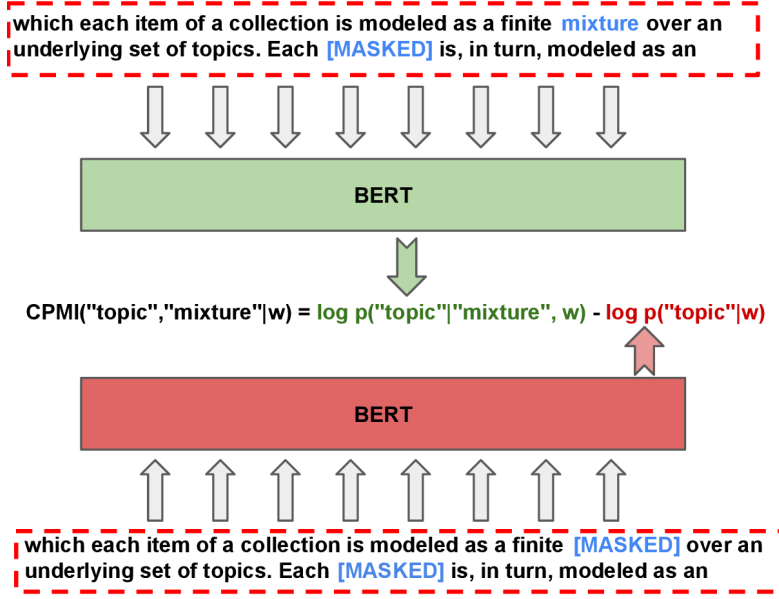 which each item of a collection is modeled as a finite mixture over an
underlying set of topics. Each [MASKED] is, in turn, modeled as an
BERT
CPMI("topic","mixture"|w) = log p("topic"|"mixture", w) - log p("topic"|w)
BERT
which each item of a collection is modeled as a finite [MASKED] over an
underlying set of topics. Each [MASKED] is, in turn, modeled as an